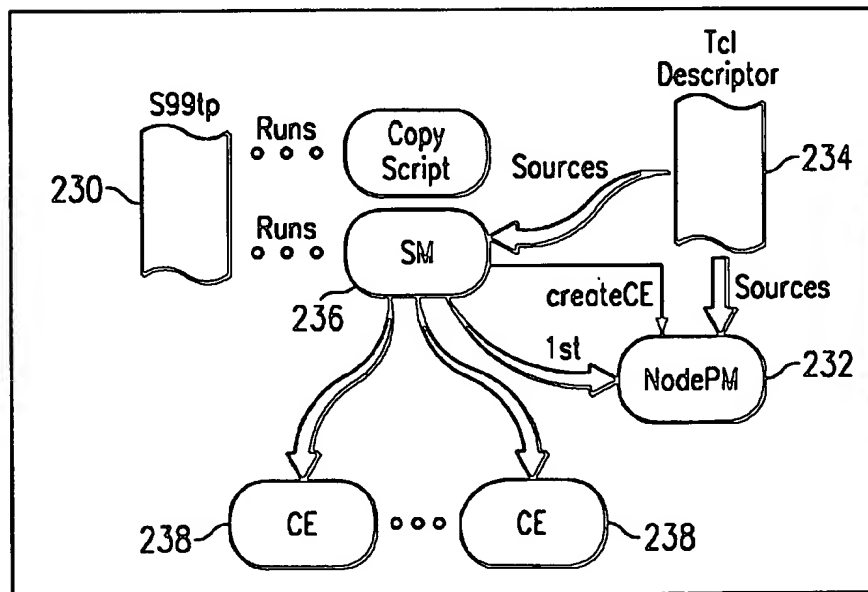 Tcl
Descriptor
S99tp
Runs
Copy
Script
Sources
234
230
Runs
SM
236
createCE
Sources
1st
NodePM
232
CE
CE
238
238